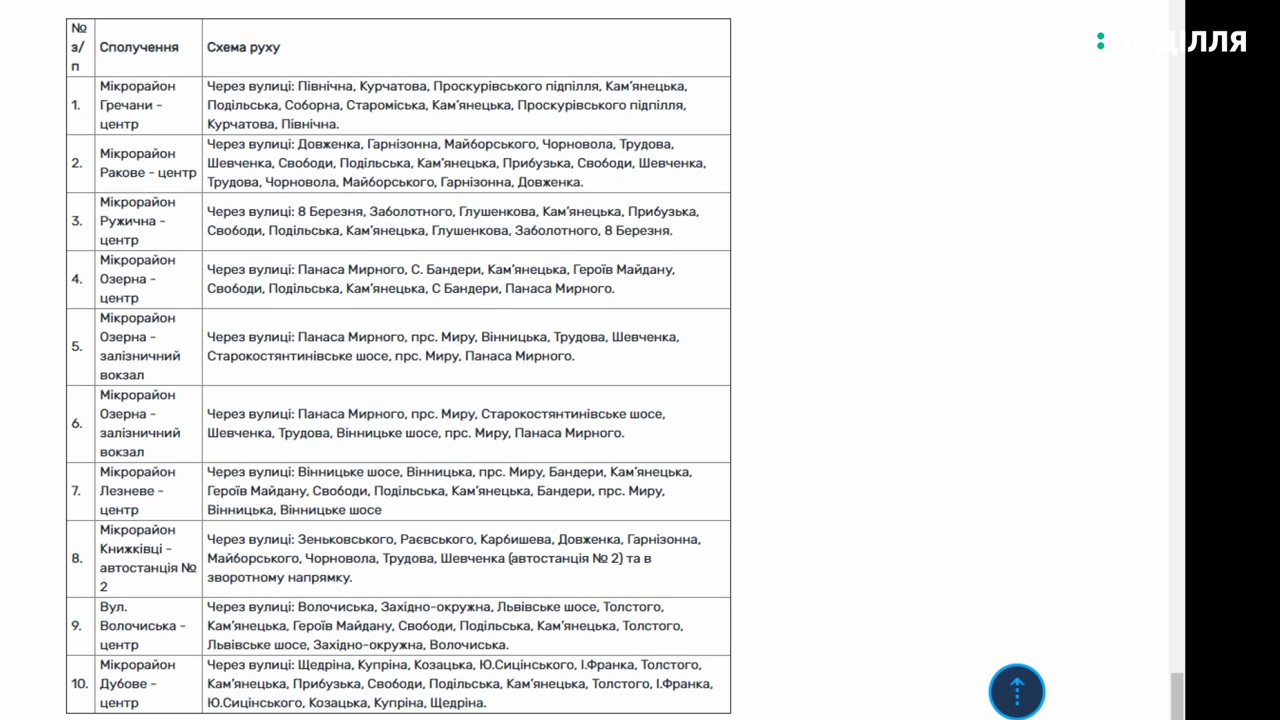 №
з/
п
Сполучення
Схема руху
1.
Мікрорайон
Гречани -
центр
Через вулиці: Північна, Курчатова, Проскурівського підпілля, Кам'янецька,
Подільська, Соборна, Староміська, Кам'янецька, Проскурівського підпілля,
Курчатова, Північна.
2.
Мікрорайон
Ракове - центр
Через вулиці: Довженка, Гарнізонна, Майборського, Чорновола, Трудова,
Шевченка, Свободи, Подільська, Кам'янецька, Прибузька, Свободи, Шевченка,
Трудова, Чорновола, Майборського, Гарнізонна, Довженка.
3.
Мікрорайон
Ружична -
центр
Через вулиці: 8 Березня, Заболотного, Глушенкова, Кам'янецька, Прибузька,
Свободи, Подільська, Кам'янецька, Глушенкова, Заболотного, 8 Березня.
4.
Мікрорайон
Озерна -
центр
Через вулиці: Панаса Мирного, С. Бандери, Кам'янецька, Героїв Майдану,
Свободи, Подільська, Кам'янецька, С Бандери, Панаса Мирного.
5.
Мікрорайон
Озерна -
залізничний
вокзал
Через вулиці: Панаса Мирного, прс. Миру, Вінницька, Трудова, Шевченка,
Старокостянтинівське шосе, прс. Миру, Панаса Мирного.
6.
Мікрорайон
Озерна -
залізничний
вокзал
Через вулиці: Панаса Мирного, прс. Миру, Старокостянтинівське шосе,
Шевченка, Трудова, Вінницьке шосе, прс. Миру, Панаса Мирного.
7.
Мікрорайон
Лезневе -
центр
Через вулиці: Вінницьке шосе, Вінницька, прс. Миру, Бандери, Кам'янецька,
Героїв Майдану, Свободи, Подільська, Кам'янецька, Бандери, прс. Миру,
Вінницька, Вінницьке шосе
8.
Мікрорайон
Книжківці -
автостанція №
2
Через вулиці: Зеньковського, Раєвського, Карбишева, Довженка, Гарнізонна,
Майборського, Чорновола, Трудова, Шевченка (автостанція № 2) та в
зворотному напрямку.
9.
Вул.
Волочиська -
центр
Через вулиці: Волочиська, Західно-окружна, Львівське шосе, Толстого,
Кам'янецька, Героїв Майдану, Свободи, Подільська, Кам'янецька, Толстого,
Львівське шосе, Західно-окружна, Волочиська.
10.
Мікрорайон
Дубове -
центр
Через вулиці: Щедріна, Купріна, Козацька, Ю.Сицінського, І.Франка, Толстого,
Кам'янецька, Прибузька, Свободи, Подільська, Кам'янецька, Толстого, І.Франка,
Ю.Сицінського, Козацька, Купріна, Щедріна.
ПОДІЛЛЯ